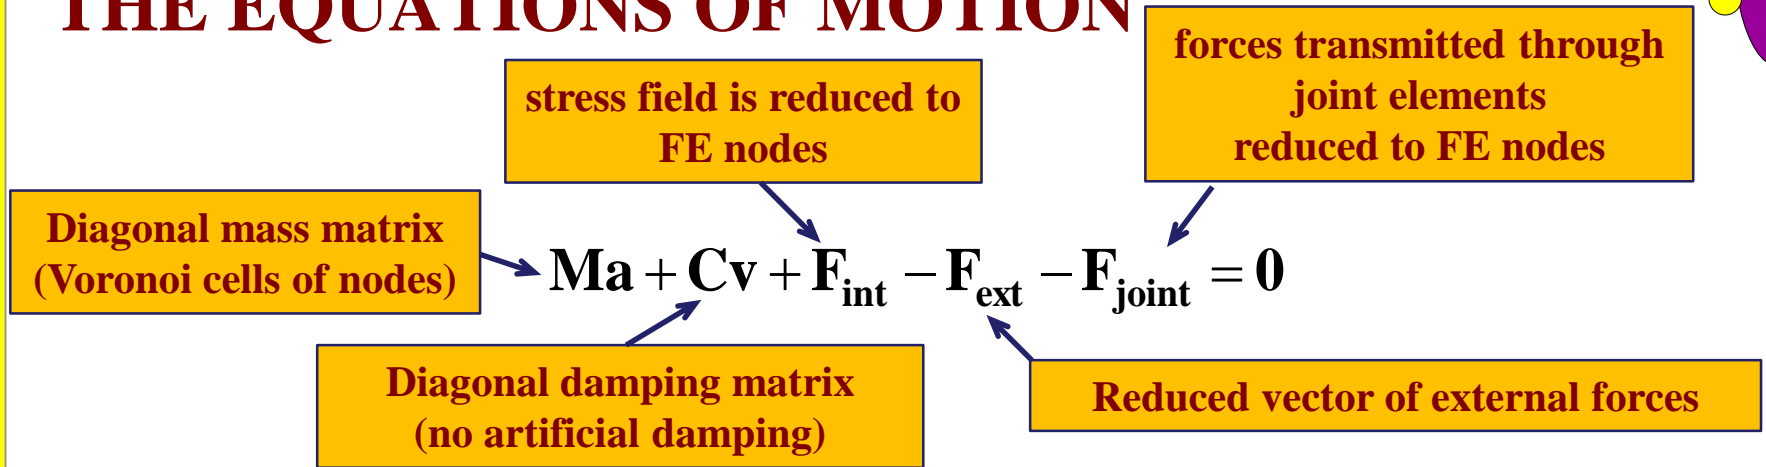 THE EQUATIONS OF MOTION
forces transmitted through
joint elements
reduced to FE nodes
stress field is reduced to
FE nodes
Diagonal mass matrix
(Voronoi cells of nodes)
Ma + Cv + F_int − F_ext − F_joint = 0
Diagonal damping matrix
(no artificial damping)
Reduced vector of external forces